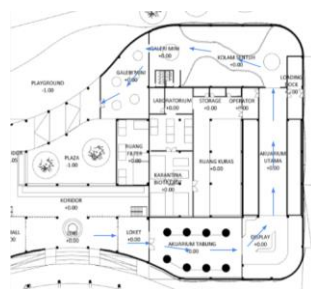 GALERI MINI
+0.00
KOLAM SENTUH
+0.00
GALERI MINI
+0.00
LOADING
DOCK
PLAYGROUND
-1.00
LABORATORIUM
+0.00
STORAGE
+0.00
OPERATOR
+0.00
RUANG
FILTER
+0.00
PLAZA
-1.00
KARANTINA
BIOTA
RUANG KURAS
+0.00
AKUARIUM
UTAMA
+0.00
KORIDOR
+0.00
+0.00
LOKET
+0.00
AKUARIUM TABUNG
+0.00
DISPLAY
+0.00